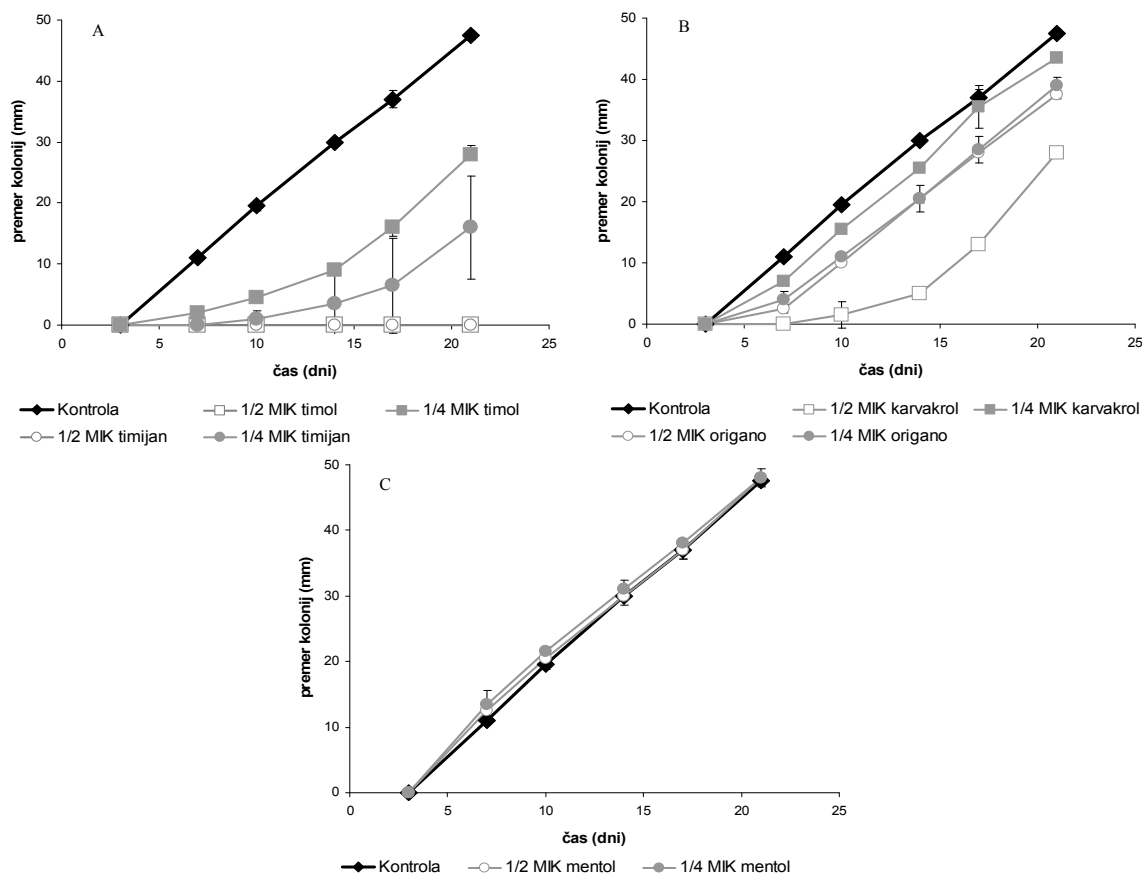 A
50
40
30
20
10
0
premer kolonij (mm)
0 5 10 15 20 25
čas (dni)
Kontrola 1/2 MIK timol 1/4 MIK timol
1/2 MIK timijan 1/4 MIK timijan
B
50
40
30
20
10
0
premer kolonij (mm)
0 5 10 15 20 25
čas (dni)
Kontrola 1/2 MIK karvakrol 1/4 MIK karvakrol
1/2 MIK origano 1/4 MIK origano
C
50
40
30
20
10
0
premer kolonij (mm)
0 5 10 15 20 25
čas (dni)
Kontrola 1/2 MIK mentol 1/4 MIK mentol